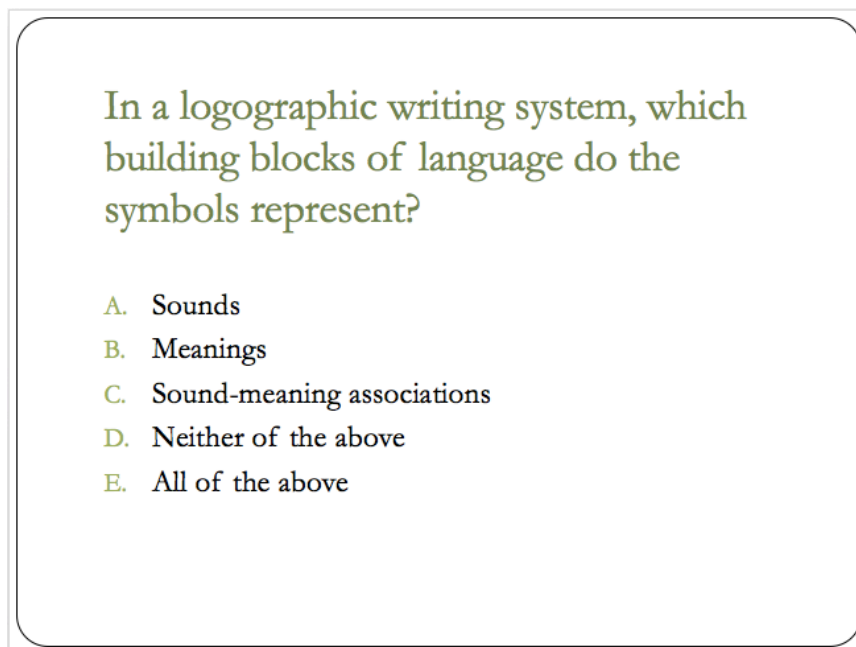 In a logographic writing system, which
building blocks of language do the
symbols represent?
A. Sounds
B. Meanings
C. Sound-meaning associations
D. Neither of the above
E. All of the above